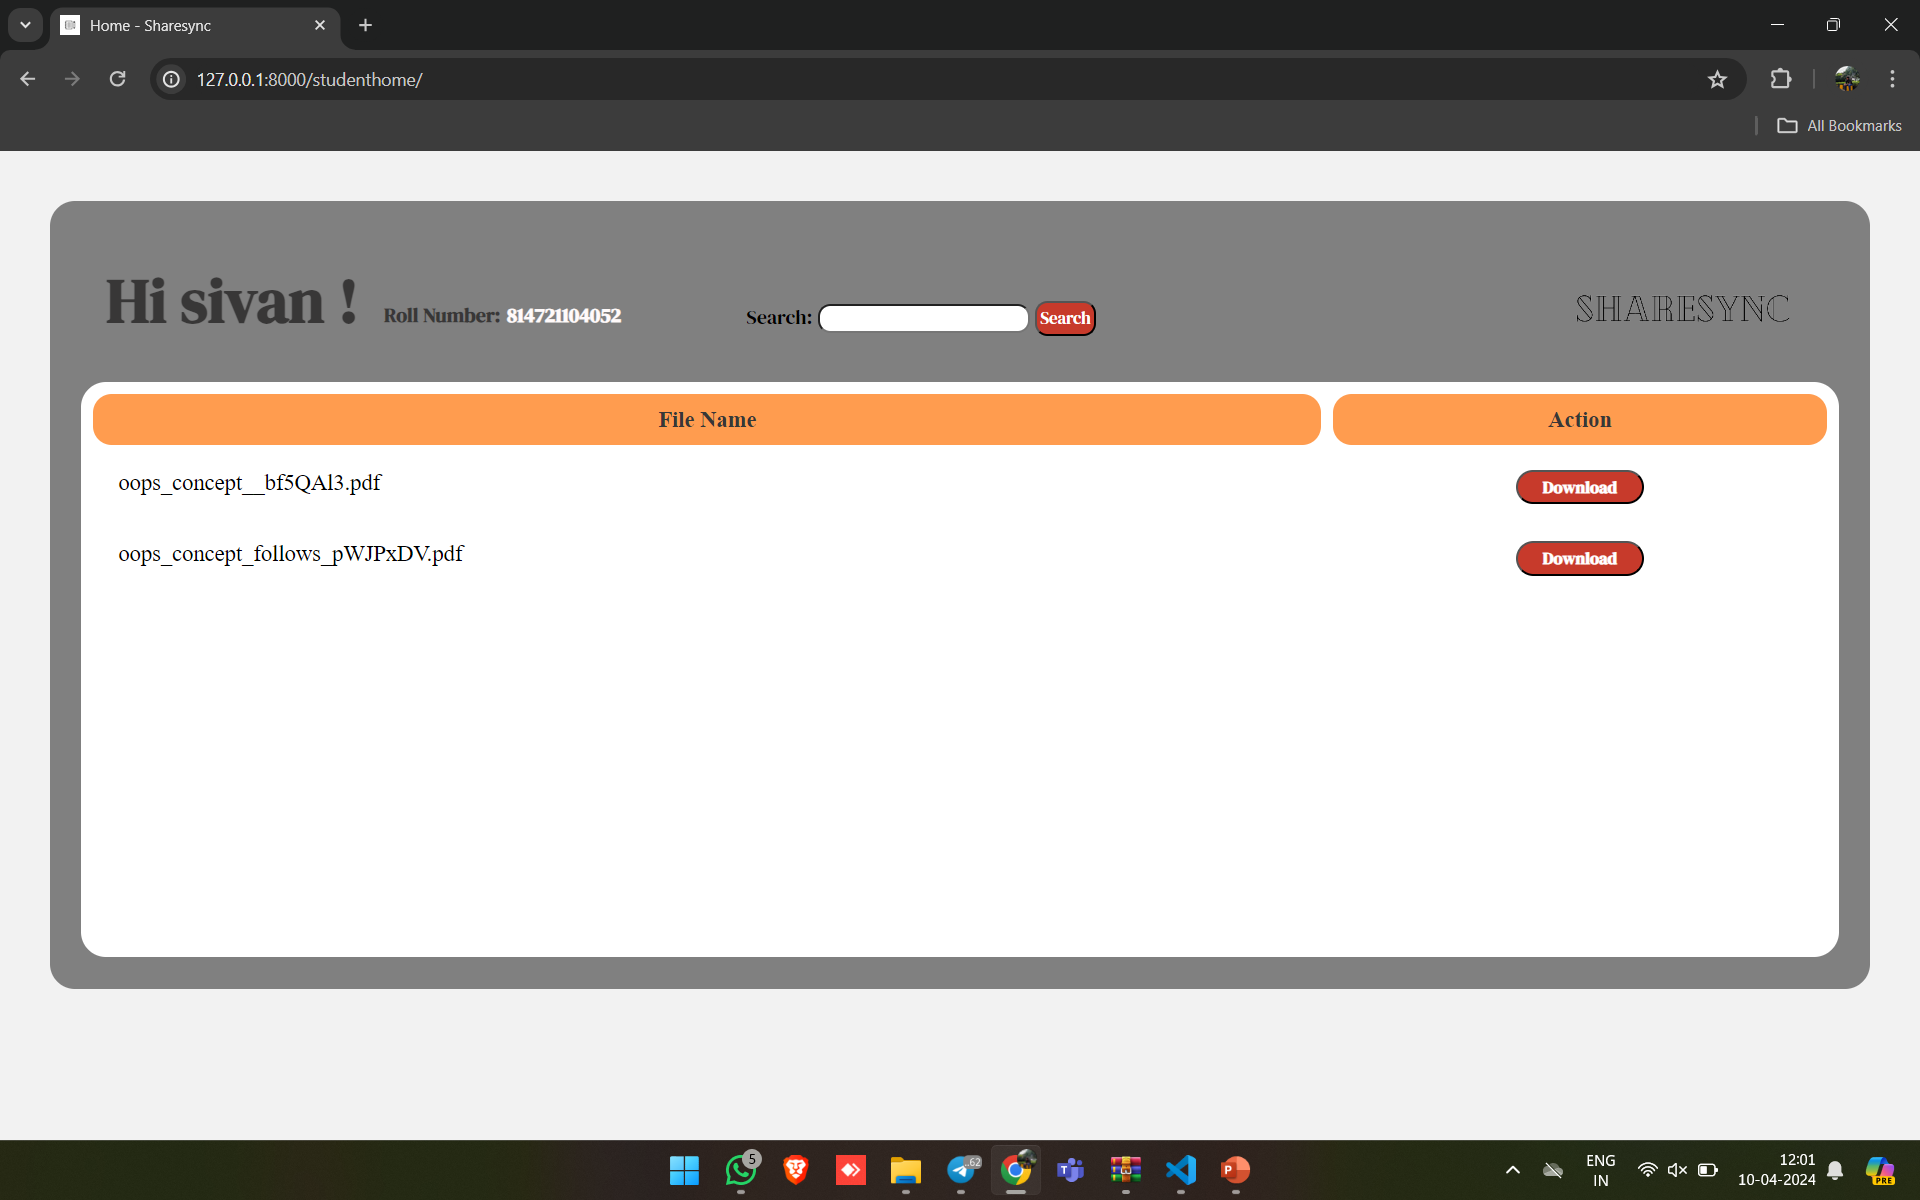 Home - Sharesync
127.0.0.1:8000/studenthome/
All Bookmarks
Hi sivan !
Roll Number: 814721104052
Search:
Search
SHARESYNC
File Name
Action
oops_concept__bf5QAl3.pdf
Download
oops_concept_follows_pWJPxDV.pdf
Download
5
.62
T
P
ENG
IN
12:01
10-04-2024
PRE